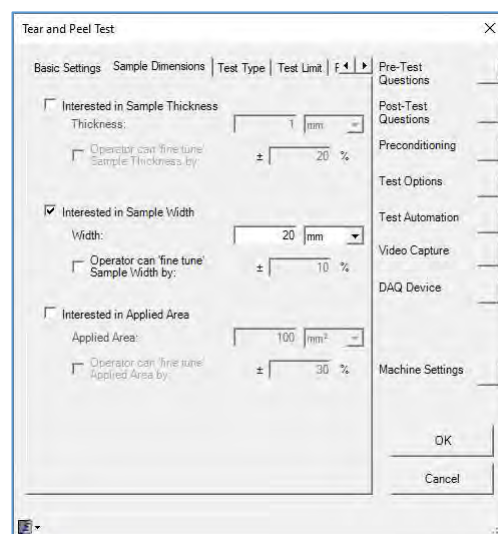 Tear and Peel Test
Basic Settings Sample Dimensions Test Type Test Limit
Interested in Sample Thickness
Thickness: 1 mm
Operator can 'fine tune'
Sample Thickness by: ± 20 %
Interested in Sample Width
Width: 20 mm
Operator can 'fine tune'
Sample Width by: ± 10 %
Interested in Applied Area
Applied Area: 100 mm²
Operator can 'fine tune'
Applied Area by: ± 30 %
Pre-Test
Questions
Post-Test
Questions
Preconditioning
Test Options
Test Automation
Video Capture
DAQ Device
Machine Settings
OK
Cancel